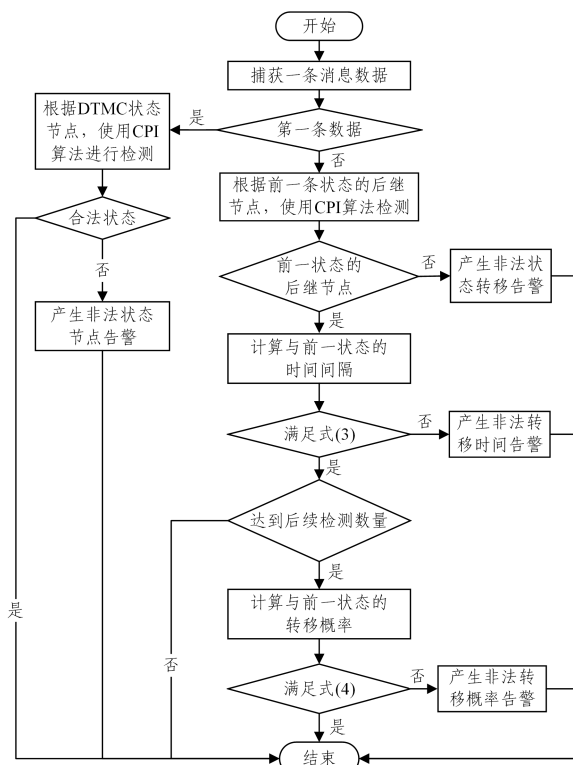 开始
捕获一条消息数据
第一条数据
是
根据DTMC状态
节点，使用CPI
算法进行检测
否
根据前一条状态的后继
节点，使用CPI算法检测
合法状态
否
产生非法状态
节点告警
前一状态的
后继节点
否
产生非法状
态转移告警
是
计算与前一状态的
时间间隔
满足式(3)
否
产生非法转
移时间告警
是
达到后续检测数量
是
计算与前一状态的
转移概率
是
否
满足式(4)
否
产生非法转
移概率告警
是
结束